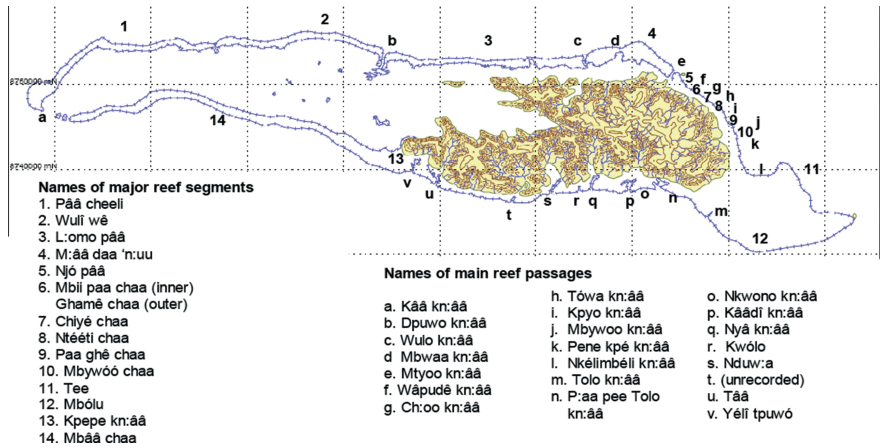 1
2
3
4
b
c
d
e
5
f
6
g
7
h
8
i
9
j
10
k
a
14
13
l
11
v
u
t
s
r
q
p
o
n
m
12
6750000 mN
6740000 mN
Names of major reef segments
1. Pââ cheeli
2. Wulî wê
3. L:omo pââ
4. M:ââ daa ‘n:uu
5. Njó pââ
6. Mbii paa chaa (inner)
Ghamê chaa (outer)
7. Chiyé chaa
8. Ntééti chaa
9. Paa ghê chaa
10. Mbywóó chaa
11. Tee
12. Mbólu
13. Kpepe kn:ââ
14. Mbââ chaa
Names of main reef passages
a. Kââ kn:ââ
b. Dpuwo kn:ââ
c. Wulo kn:ââ
d Mbwaa kn:ââ
e. Mtyoo kn:ââ
f. Wâpudê kn:ââ
g. Ch:oo kn:ââ
h. Tówa kn:ââ
i. Kpyo kn:ââ
j. Mbywoo kn:ââ
k. Pene kpé kn:ââ
l. Nkélimbéli kn:ââ
m. Tolo kn:ââ
n. P:aa pee Tolo
kn:ââ
o. Nkwono kn:ââ
p. Kââdî kn:ââ
q. Nyâ kn:ââ
r. Kwólo
s. Nduw:a
t. (unrecorded)
u. Tââ
v. Yélî tpuwó